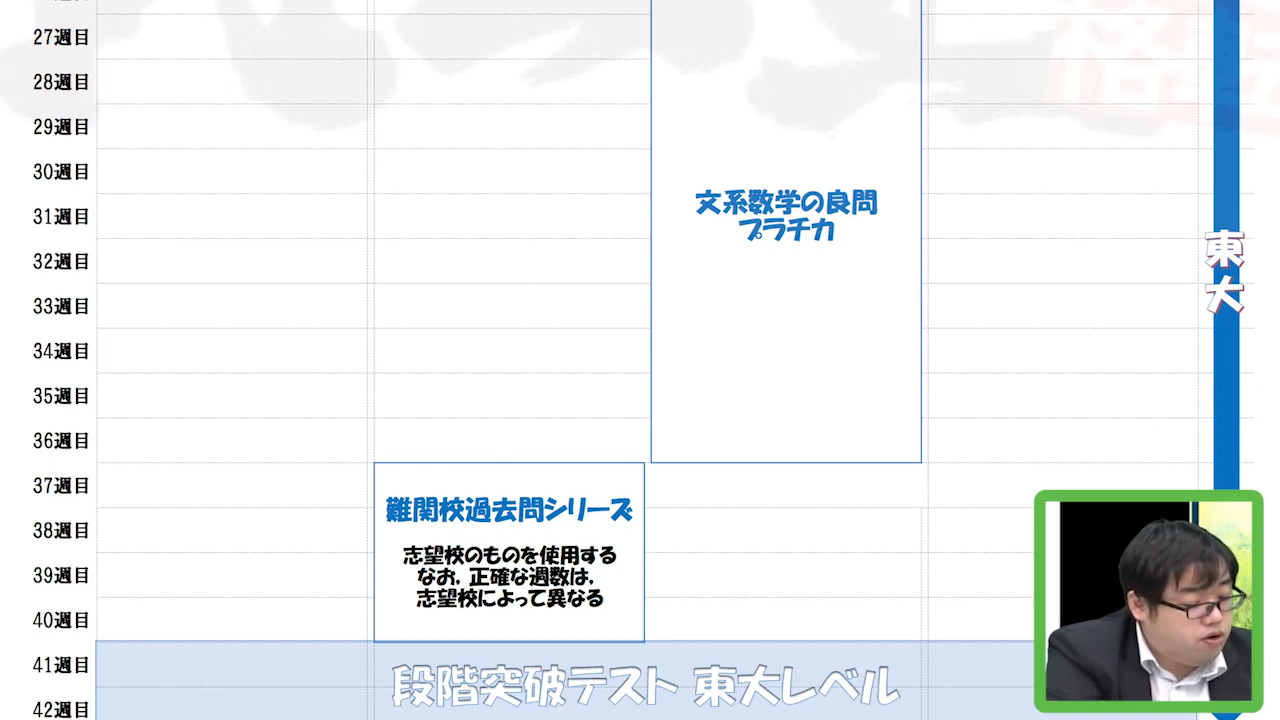 27週目
28週目
29週目
30週目
31週目
32週目
33週目
34週目
35週目
36週目
37週目
38週目
39週目
40週目
41週目
42週目
文系数学の良問
プラチカ
難関校過去問シリーズ
志望校のものを使用する
なお，正確な週数は，
志望校によって異なる
段階突破テスト 東大レベル
東大